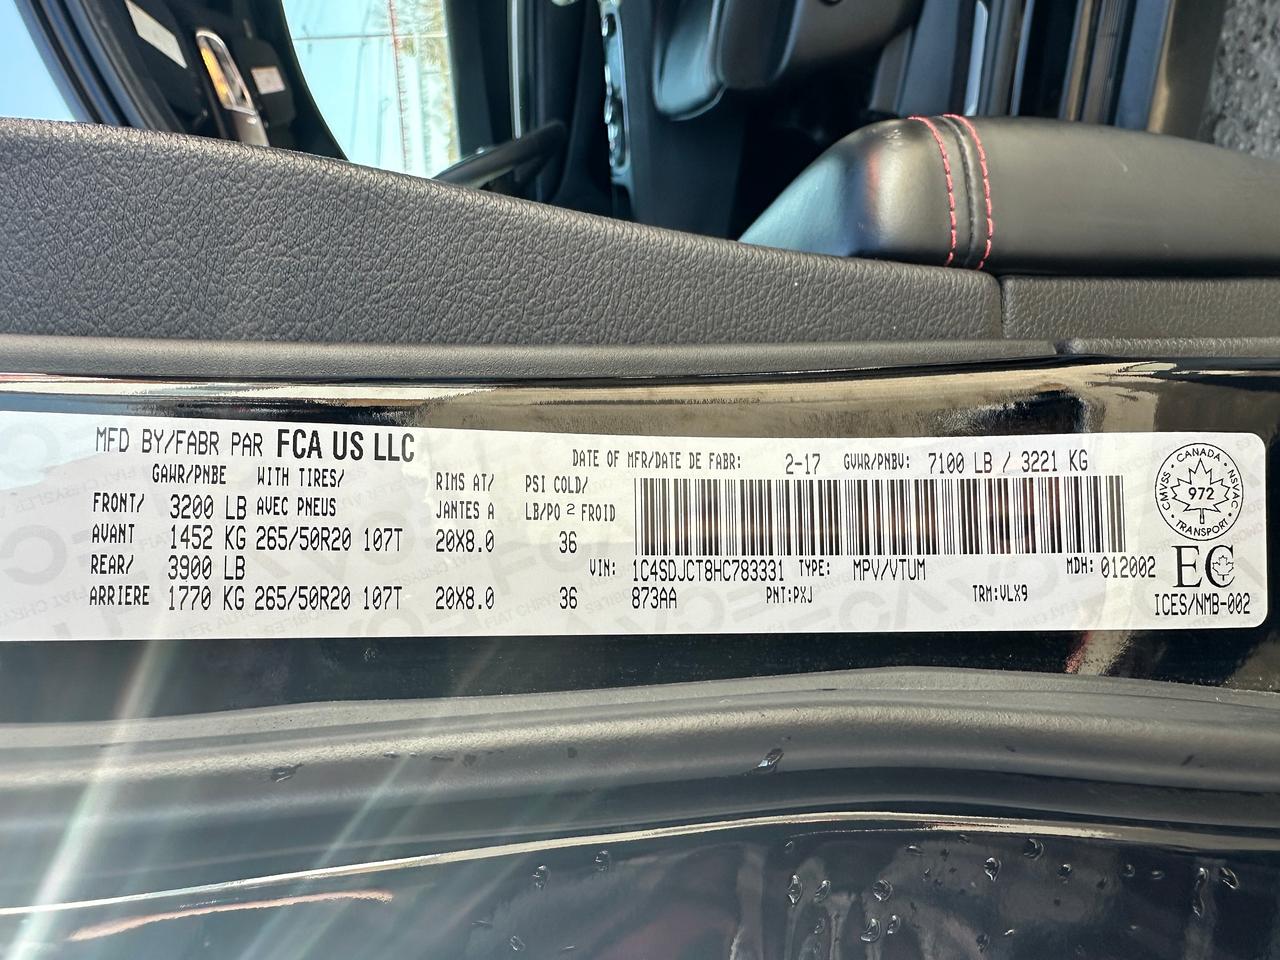 MFD BY/FABR PAR FCA US LLC
DATE OF MFR/DATE DE FABR: 2-17 GVWR/PNBV: 7100 LB / 3221 KG
GAWR/PNBE WITH TIRES/ RIMS AT/ PSI COLD/
FRONT/ 3200 LB AVEC PNEUS JANTES A LB/PO 2 FROID
AVANT 1452 KG 265/50R20 107T 20X8.0 36
REAR/ 3900 LB
VIN: 1C4SDJCT8HC783331 TYPE: MPV/VTUM MDH: 012002
ARRIERE 1770 KG 265/50R20 107T 20X8.0 36
873AA PNT:PXJ TRM:VLX9
CANADA
CMVSS 972 NSVAC
TRANSPORT
EC
ICES/NMB-002